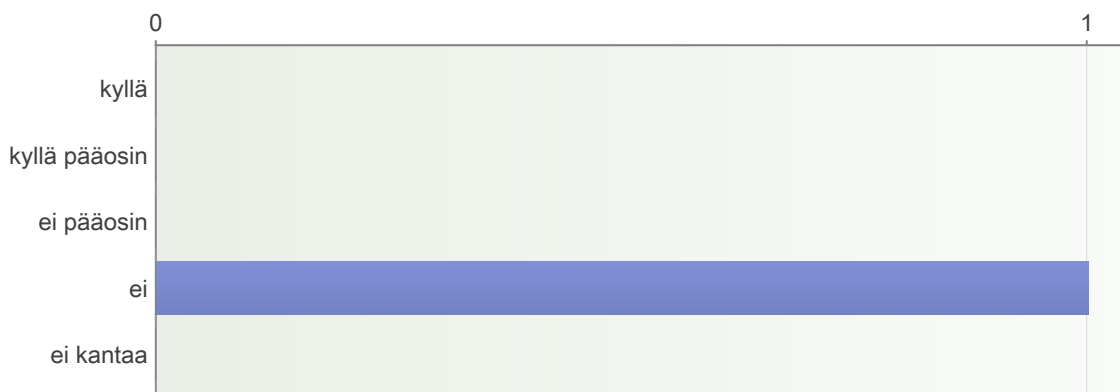 0 1
kyllä
kyllä pääosin
ei pääosin
ei
ei kantaa